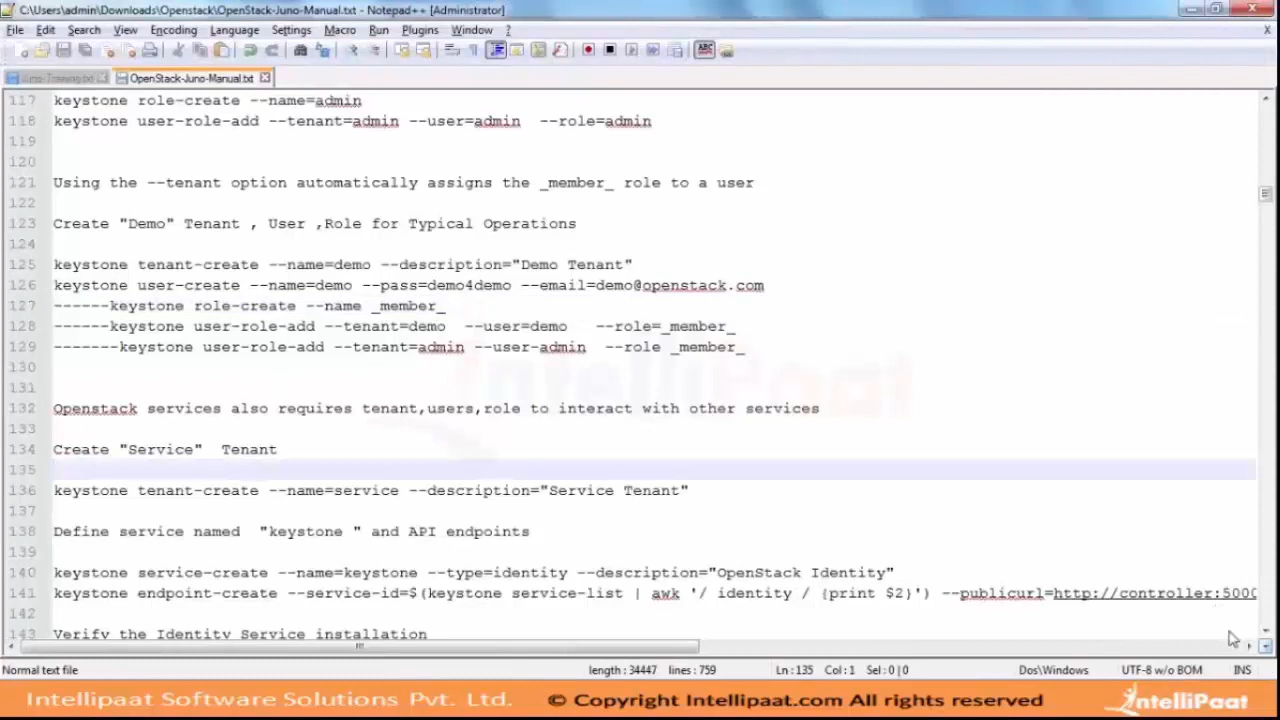 C:\Users\admin\Downloads\Openstack\OpenStack-Juno-Manual.txt - Notepad++ [Administrator]
File Edit Search View Encoding Language Settings Macro Run Plugins Window ?
X
Juno-Training.txt OpenStack-Juno-Manual.txt
117 keystone role-create --name=admin
118 keystone user-role-add --tenant=admin --user=admin --role=admin
119
120
121 Using the --tenant option automatically assigns the _member_ role to a user
122
123 Create "Demo" Tenant , User ,Role for Typical Operations
124
125 keystone tenant-create --name=demo --description="Demo Tenant"
126 keystone user-create --name=demo --pass=demo4demo --email=demo@openstack.com
127 ------keystone role-create --name _member_
128 ------keystone user-role-add --tenant=demo --user=demo --role=_member_
129 -------keystone user-role-add --tenant=admin --user-admin --role _member_
130
131
132 Openstack services also requires tenant,users,role to interact with other services
133
134 Create "Service" Tenant
135
136 keystone tenant-create --name=service --description="Service Tenant"
137
138 Define service named "keystone " and API endpoints
139
140 keystone service-create --name=keystone --type=identity --description="OpenStack Identity"
141 keystone endpoint-create --service-id=$(keystone service-list | awk '/ identity / {print $2}') --publicurl=http://controller:5000
142
143 Verify the Identity Service installation
Normal text file length : 34447 lines : 759 Ln : 135 Col : 1 Sel : 0 | 0 Dos\Windows UTF-8 w/o BOM INS
Intellipaat Software Solutions Pvt. Ltd. © Copyright Intellipaat.com All rights reserved IntelliPaat
IntelliPaat